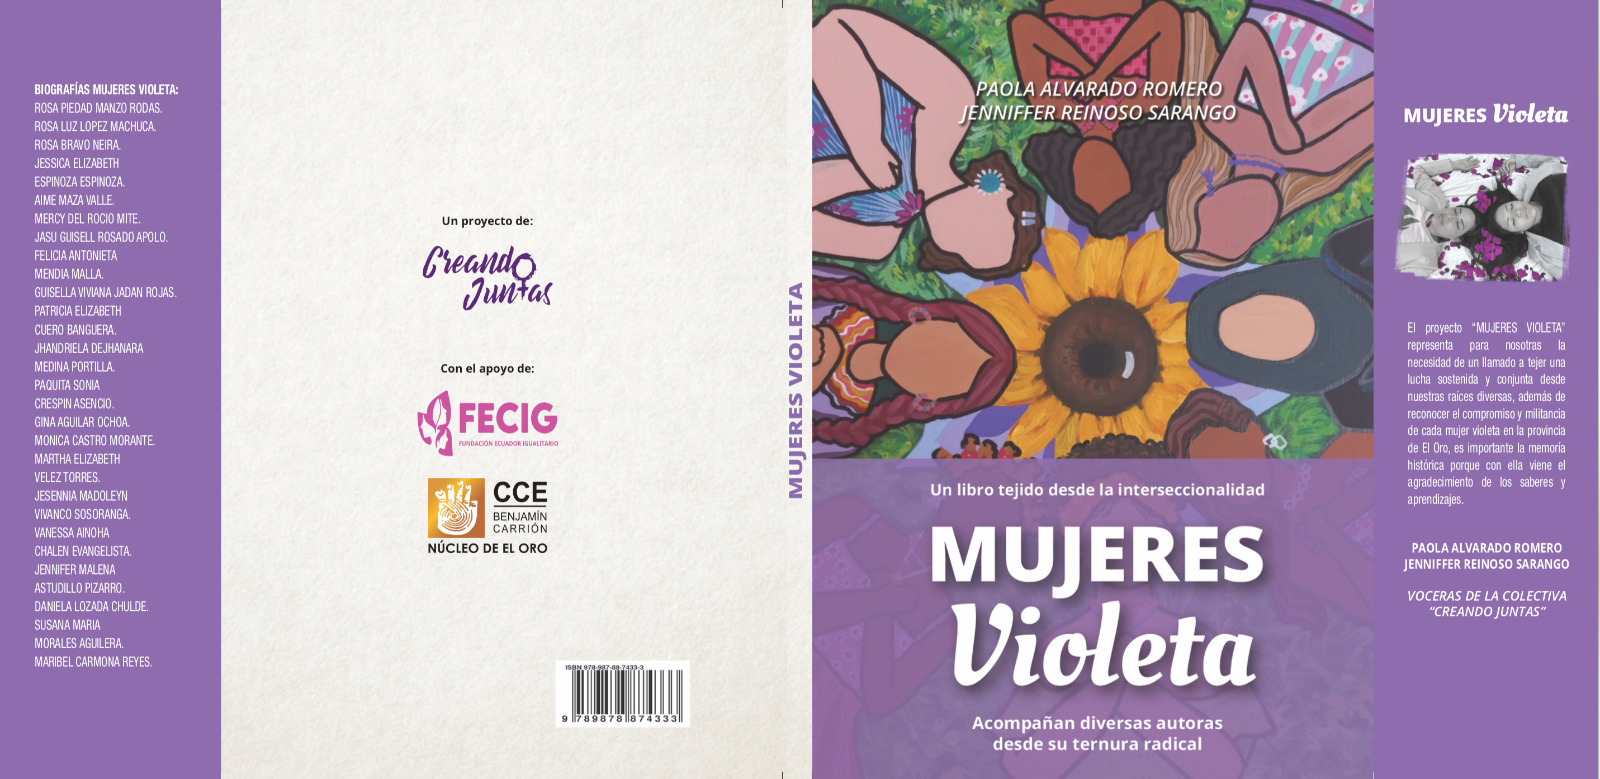 BIOGRAFÍAS MUJERES VIOLETA:
ROSA PIEDAD MANZO RODAS.
ROSA LUZ LOPEZ MACHUCA.
ROSA BRAVO NEIRA.
JESSICA ELIZABETH
ESPINOZA ESPINOZA.
AIME MAZA VALLE.
MERCY DEL ROCIO MITE.
JASU GUISELL ROSADO APOLO.
FELICIA ANTONIETA
MENDIA MALLA.
GUISELLA VIVIANA JADAN ROJAS.
PATRICIA ELIZABETH
CUERO BANGUERA.
JHANDRIELA DEJHANARA
MEDINA PORTILLA.
PAQUITA SONIA
CRESPIN ASENCIO.
GINA AGUILAR OCHOA.
MONICA CASTRO MORANTE.
MARTHA ELIZABETH
VELEZ TORRES.
JESENNIA MADOLEYN
VIVANCO SOSORANGA.
VANESSA AINOHA
CHALEN EVANGELISTA.
JENNIFER MALENA
ASTUDILLO PIZARRO.
DANIELA LOZADA CHULDE.
SUSANA MARIA
MORALES AGUILERA.
MARIBEL CARMONA REYES.
Un proyecto de:
Creando
Juntas
Con el apoyo de:
FECIG
FUNDACIÓN ECUADOR IGUALITARIO
CCE
BENJAMÍN
CARRIÓN
NÚCLEO DE EL ORO
ISBN 978-987-88-7433-3
9 789878 874333
MUJERES VIOLETA
PAOLA ALVARADO ROMERO
JENNIFFER REINOSO SARANGO
Un libro tejido desde la interseccionalidad
MUJERES
Violeta
Acompañan diversas autoras
desde su ternura radical
MUJERES Violeta
El proyecto “MUJERES VIOLETA”
representa para nosotras la
necesidad de un llamado a tejer una
lucha sostenida y conjunta desde
nuestras raíces diversas, además de
reconocer el compromiso y militancia
de cada mujer violeta en la provincia
de El Oro, es importante la memoria
histórica porque con ella viene el
agradecimiento de los saberes y
aprendizajes.
PAOLA ALVARADO ROMERO
JENNIFFER REINOSO SARANGO
VOCERAS DE LA COLECTIVA
“CREANDO JUNTAS”